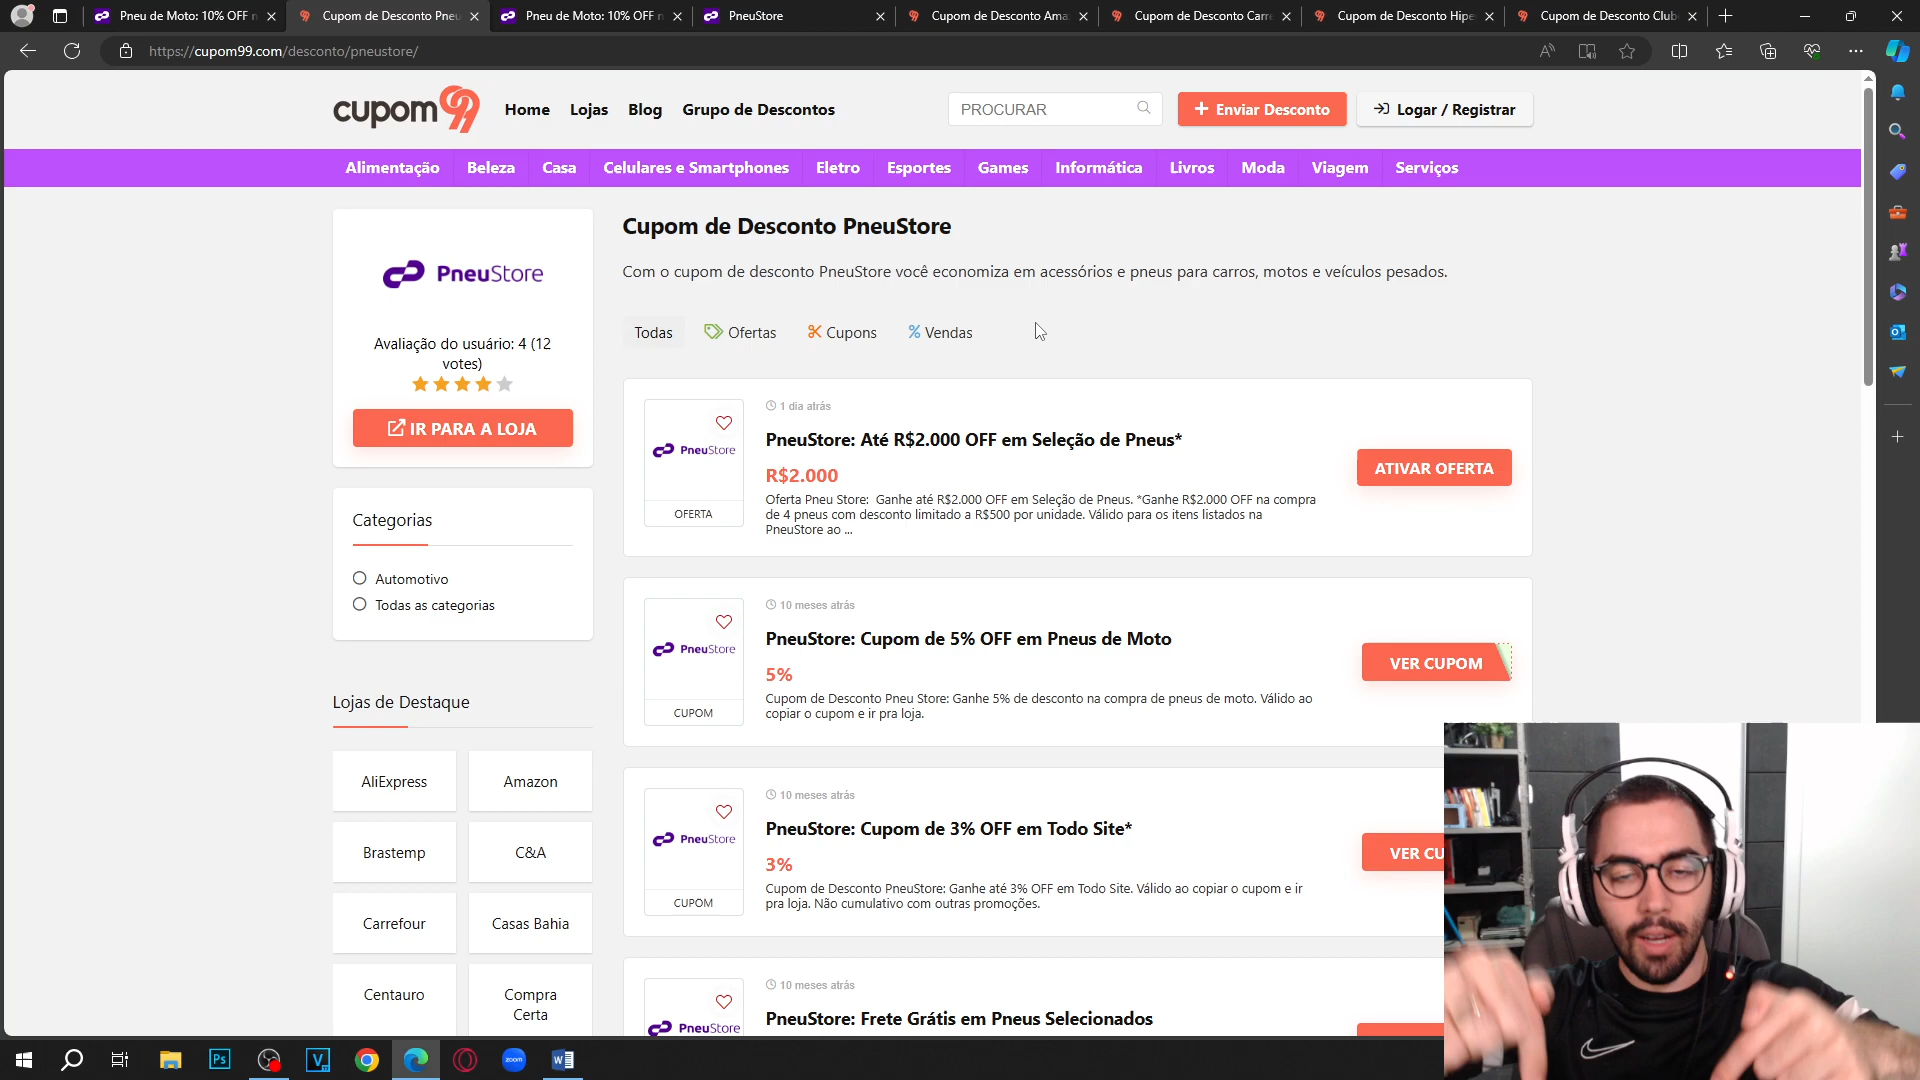 Pneu de Moto: 10% OFF n
Cupom de Desconto Pneu
Pneu de Moto: 10% OFF n
PneuStore
Cupom de Desconto Ama
Cupom de Desconto Carre
Cupom de Desconto Hipe
Cupom de Desconto Club
https://cupom99.com/desconto/pneustore/
cupom99
Home
Lojas
Blog
Grupo de Descontos
PROCURAR
+ Enviar Desconto
Logar / Registrar
Alimentação
Beleza
Casa
Celulares e Smartphones
Eletro
Esportes
Games
Informática
Livros
Moda
Viagem
Serviços
PneuStore
Avaliação do usuário: 4 (12
votes)
IR PARA A LOJA
Categorias
Automotivo
Todas as categorias
Lojas de Destaque
AliExpress
Amazon
Brastemp
C&A
Carrefour
Casas Bahia
Centauro
Compra
Certa
Cupom de Desconto PneuStore
Com o cupom de desconto PneuStore você economiza em acessórios e pneus para carros, motos e veículos pesados.
Todas
Ofertas
Cupons
% Vendas
PneuStore
OFERTA
1 dia atrás
PneuStore: Até R$2.000 OFF em Seleção de Pneus*
R$2.000
Oferta Pneu Store: Ganhe até R$2.000 OFF em Seleção de Pneus. *Ganhe R$2.000 OFF na compra
de 4 pneus com desconto limitado a R$500 por unidade. Válido para os itens listados na
PneuStore ao ...
ATIVAR OFERTA
PneuStore
CUPOM
10 meses atrás
PneuStore: Cupom de 5% OFF em Pneus de Moto
5%
Cupom de Desconto Pneu Store: Ganhe 5% de desconto na compra de pneus de moto. Válido ao
copiar o cupom e ir pra loja.
VER CUPOM
PneuStore
CUPOM
10 meses atrás
PneuStore: Cupom de 3% OFF em Todo Site*
3%
Cupom de Desconto PneuStore: Ganhe até 3% OFF em Todo Site. Válido ao copiar o cupom e ir
pra loja. Não cumulativo com outras promoções.
VER CU
PneuStore
10 meses atrás
PneuStore: Frete Grátis em Pneus Selecionados
Ps
V
zoom
W